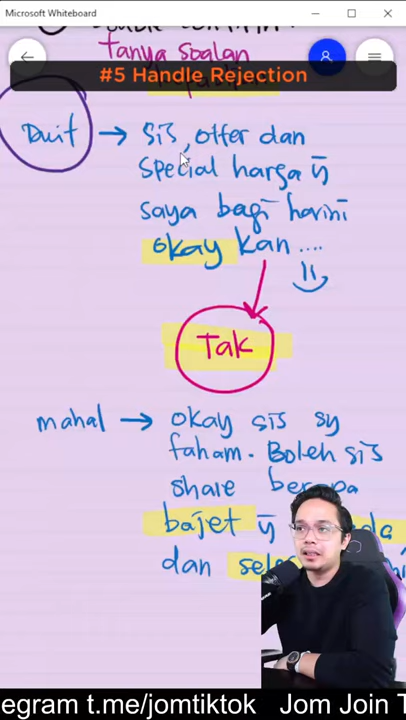 Microsoft Whiteboard
tanya soalan
#5 Handle Rejection
Duit → sis, offer dan
special harga ȳ
saya bagi harini
okay kan ....
Tak
mahal → okay sis sy
faham. Boleh sis
share berapa
bajet ȳ
dan
egram t.me/jomtiktok Jom Join T